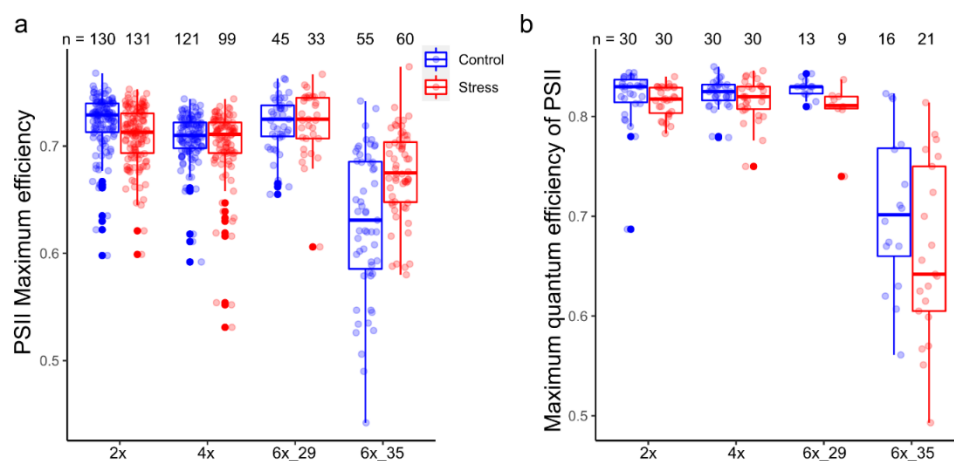 a
n = 130 131 121 99 45 33 55 60
Control
Stress
PSII Maximum efficiency
0.7
0.6
0.5
2x 4x 6x_29 6x_35
b
n = 30 30 30 30 13 9 16 21
Maximum quantum efficiency of PSII
0.8
0.7
0.6
0.5
2x 4x 6x_29 6x_35